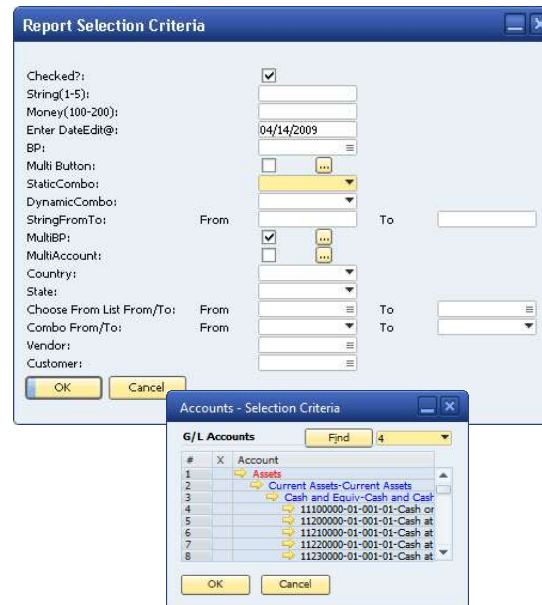 Report Selection Criteria
Checked?:
String(1-5):
Money(100-200):
Enter DateEdit@: 04/14/2009
BP:
Multi Button: ...
StaticCombo:
DynamicCombo:
StringFromTo: From To
MultiBP: ...
MultiAccount: ...
Country:
State:
Choose From List From/To: From To
Combo From/To: From To
Vendor:
Customer:
OK Cancel
Accounts - Selection Criteria
G/L Accounts Find 4
# X Account
1 Assets
2 Current Assets-Current Assets
3 Cash and Equiv-Cash and Cash
4 11100000-01-001-01-Cash or
5 11200000-01-001-01-Cash at
6 11210000-01-001-01-Cash at
7 11220000-01-001-01-Cash at
8 11230000-01-001-01-Cash at
OK Cancel